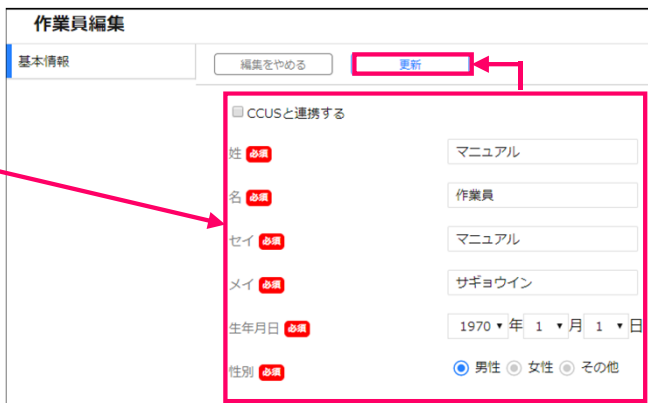 作業員編集
基本情報
編集をやめる 更新
CCUSと連携する
姓 必須 マニュアル
名 必須 作業員
セイ 必須 マニュアル
メイ 必須 サギョウイン
生年月日 必須 1970 年 1 月 1 日
性別 必須 男性 女性 その他